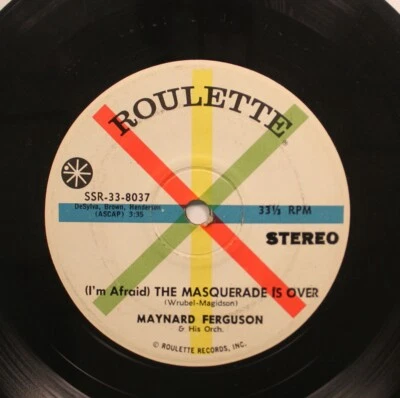 ROULETTE
SSR-33-8037
DeSylva, Brown, Henderson
(ASCAP) 3:35
33⅓ RPM
STEREO
(I'm Afraid) THE MASQUERADE IS OVER
(Wrubel-Magidson)
MAYNARD FERGUSON
& His Orch.
© ROULETTE RECORDS, INC.